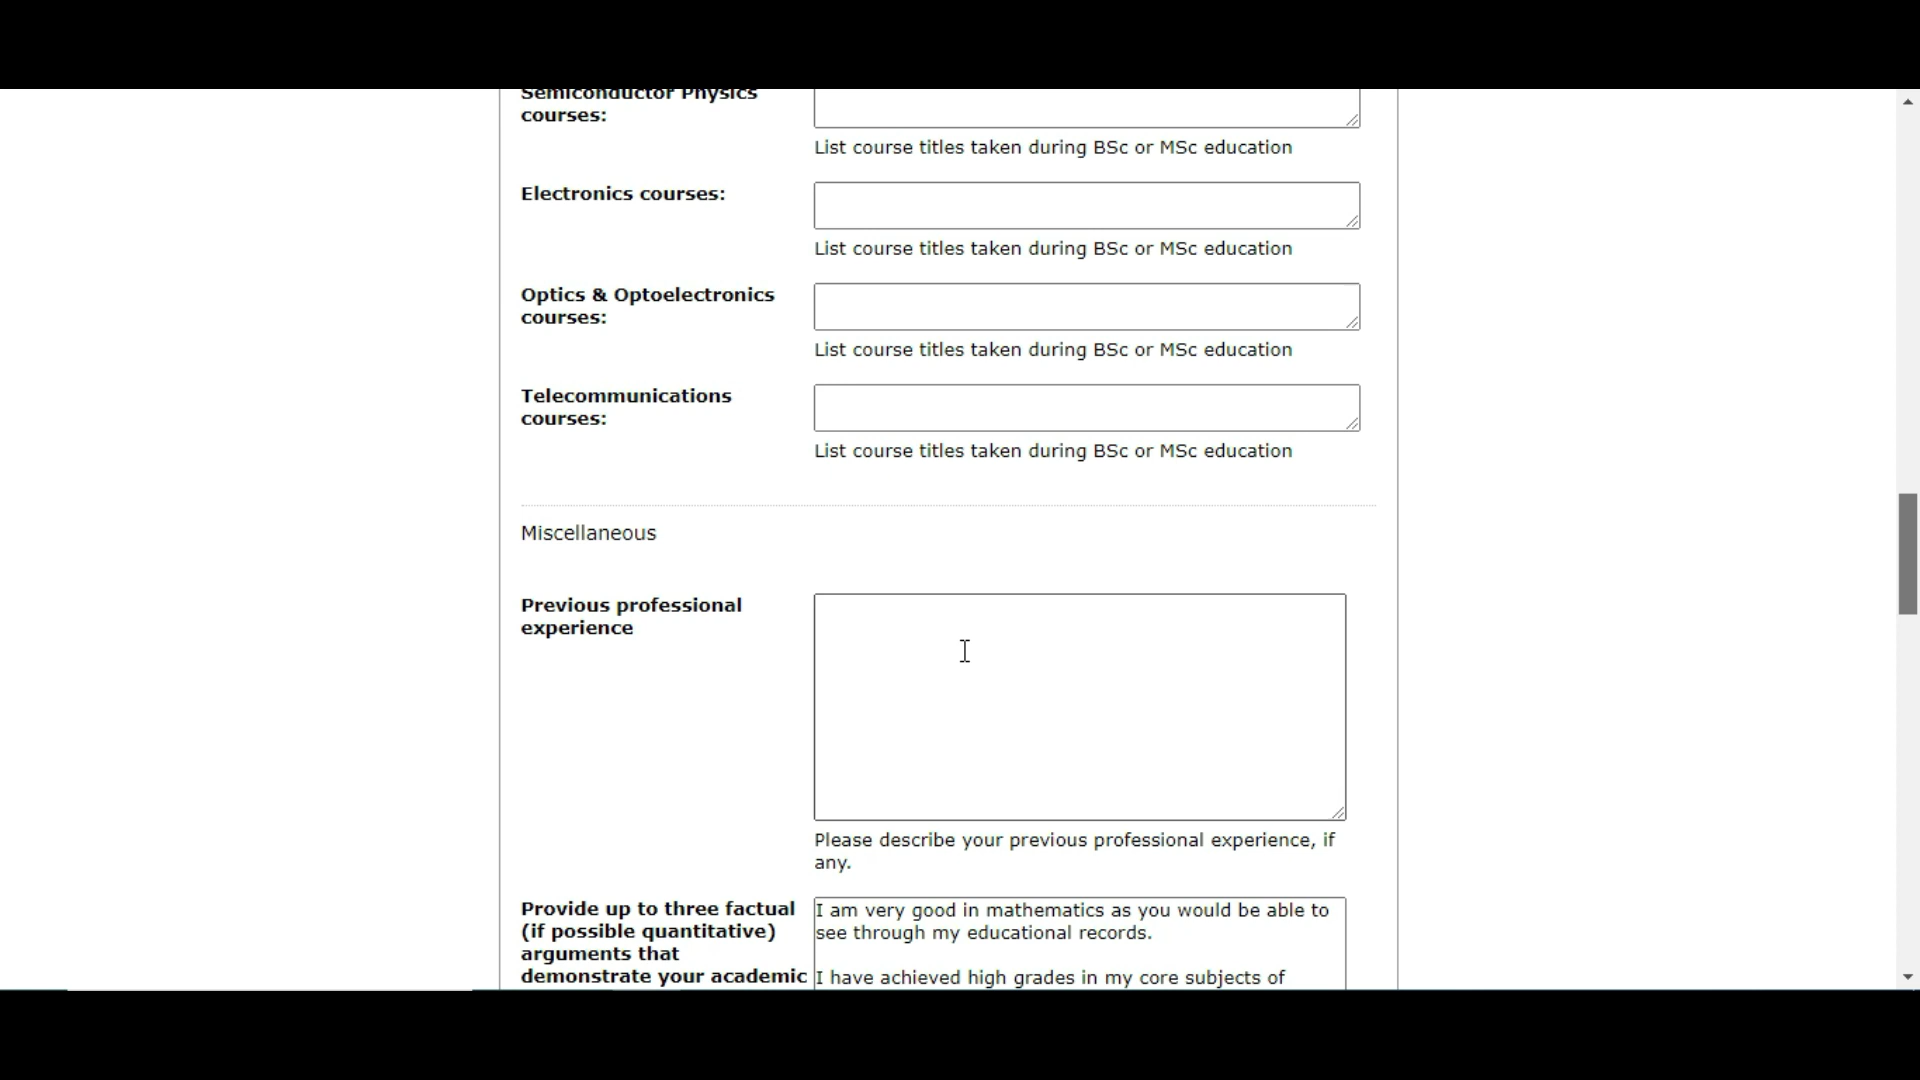 Semiconductor Physics
courses:
List course titles taken during BSc or MSc education
Electronics courses:
List course titles taken during BSc or MSc education
Optics & Optoelectronics
courses:
List course titles taken during BSc or MSc education
Telecommunications
courses:
List course titles taken during BSc or MSc education
Miscellaneous
Previous professional
experience
Please describe your previous professional experience, if
any.
Provide up to three factual
(if possible quantitative)
arguments that
demonstrate your academic
I am very good in mathematics as you would be able to
see through my educational records.
I have achieved high grades in my core subjects of